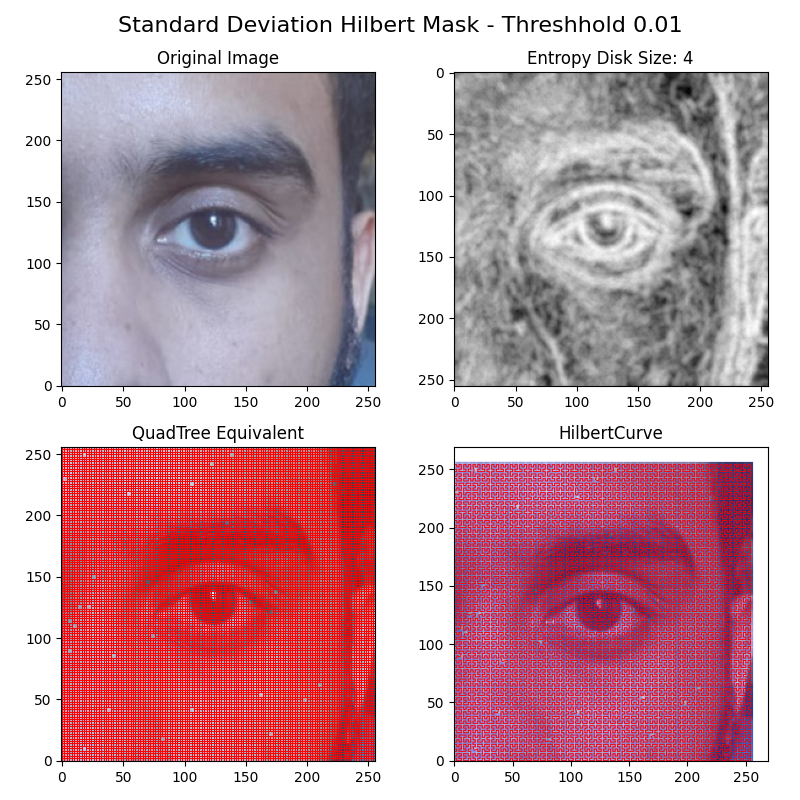 Standard Deviation Hilbert Mask - Threshhold 0.01
Original Image
250
200
150
100
50
0
0 50 100 150 200 250
Entropy Disk Size: 4
0
50
100
150
200
250
0 50 100 150 200 250
QuadTree Equivalent
250
200
150
100
50
0
0 50 100 150 200 250
HilbertCurve
250
200
150
100
50
0
0 50 100 150 200 250